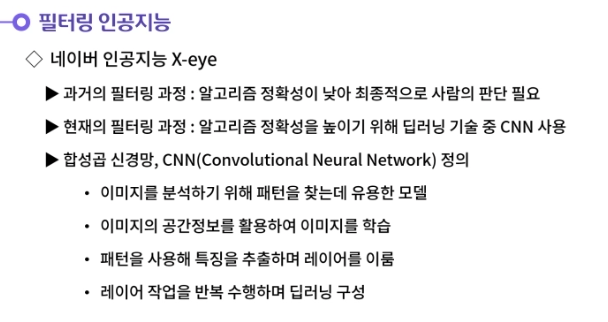 필터링 인공지능
◇ 네이버 인공지능 X-eye
▶ 과거의 필터링 과정 : 알고리즘 정확성이 낮아 최종적으로 사람의 판단 필요
▶ 현재의 필터링 과정 : 알고리즘 정확성을 높이기 위해 딥러닝 기술 중 CNN 사용
▶ 합성곱 신경망, CNN(Convolutional Neural Network) 정의
• 이미지를 분석하기 위해 패턴을 찾는데 유용한 모델
• 이미지의 공간정보를 활용하여 이미지를 학습
• 패턴을 사용해 특징을 추출하며 레이어를 이룸
• 레이어 작업을 반복 수행하며 딥러닝 구성